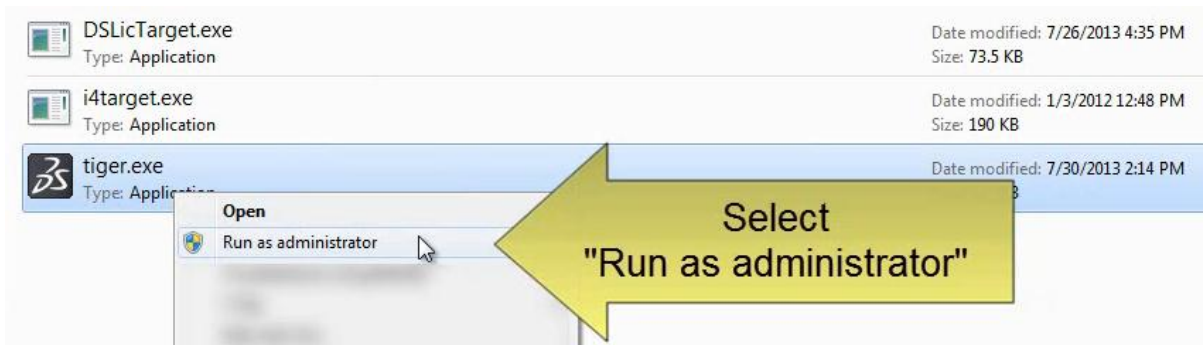 DSLicTarget.exe
Type: Application
Date modified: 7/26/2013 4:35 PM
Size: 73.5 KB
i4target.exe
Type: Application
Date modified: 1/3/2012 12:48 PM
Size: 190 KB
tiger.exe
Type: Application
Date modified: 7/30/2013 2:14 PM
Open
Run as administrator
Select
"Run as administrator"